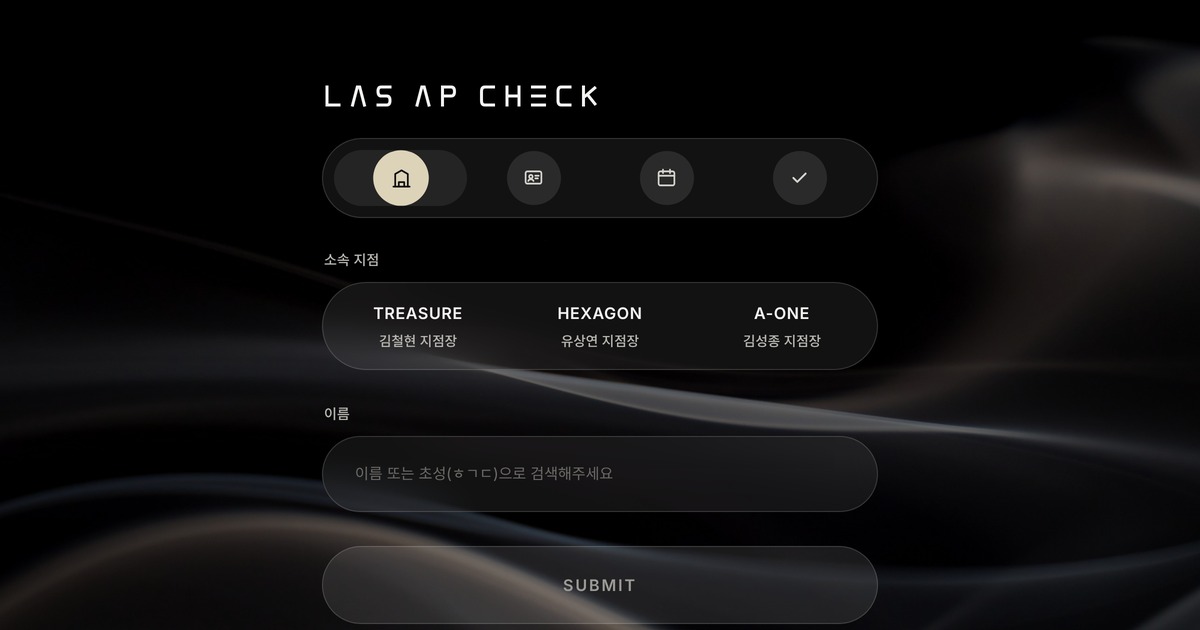 LAS AP CHECK
소속 지점
TREASURE HEXAGON A-ONE
김철현 지점장 유상연 지점장 김성종 지점장
이름
이름 또는 초성(ㅎㄱㄷ)으로 검색해주세요
SUBMIT